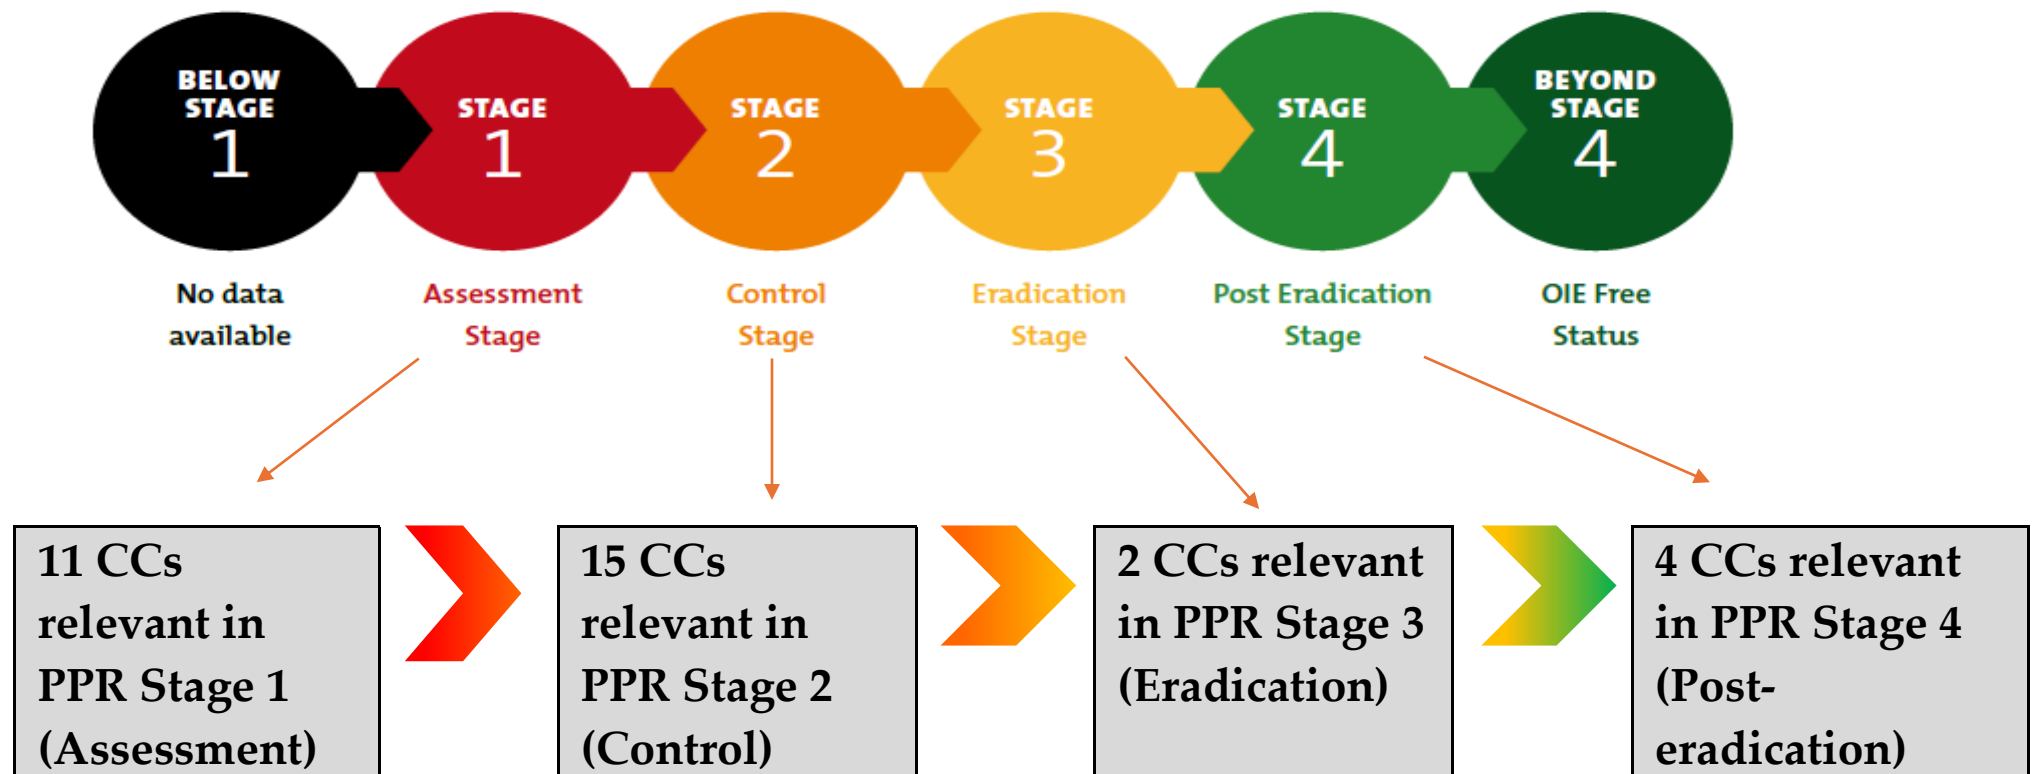 BELOW
STAGE
1
STAGE
1
STAGE
2
STAGE
3
STAGE
4
BEYOND
STAGE
4
No data
available
Assessment
Stage
Control
Stage
Eradication
Stage
Post Eradication
Stage
OIE Free
Status
11 CCs
relevant in
PPR Stage 1
(Assessment)
15 CCs
relevant in
PPR Stage 2
(Control)
2 CCs relevant
in PPR Stage 3
(Eradication)
4 CCs relevant
in PPR Stage 4
(Post-
eradication)